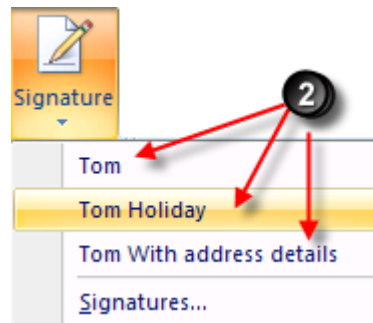 Signature
2
Tom
Tom Holiday
Tom With address details
Signatures...